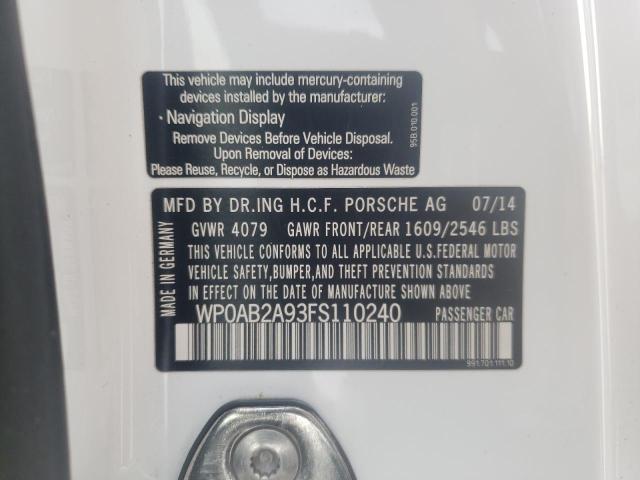 This vehicle may include mercury-containing
devices installed by the manufacturer:
· Navigation Display
Remove Devices Before Vehicle Disposal.
Upon Removal of Devices:
Please Reuse, Recycle, or Dispose as Hazardous Waste
95B.010.001
MFD BY DR.ING H.C.F. PORSCHE AG 07/14
GVWR 4079 GAWR FRONT/REAR 1609/2546 LBS
THIS VEHICLE CONFORMS TO ALL APPLICABLE U.S.FEDERAL MOTOR
VEHICLE SAFETY,BUMPER,AND THEFT PREVENTION STANDARDS
IN EFFECT ON THE DATE OF MANUFACTURE SHOWN ABOVE
WP0AB2A93FS110240 PASSENGER CAR
MADE IN GERMANY
991.701.111.10